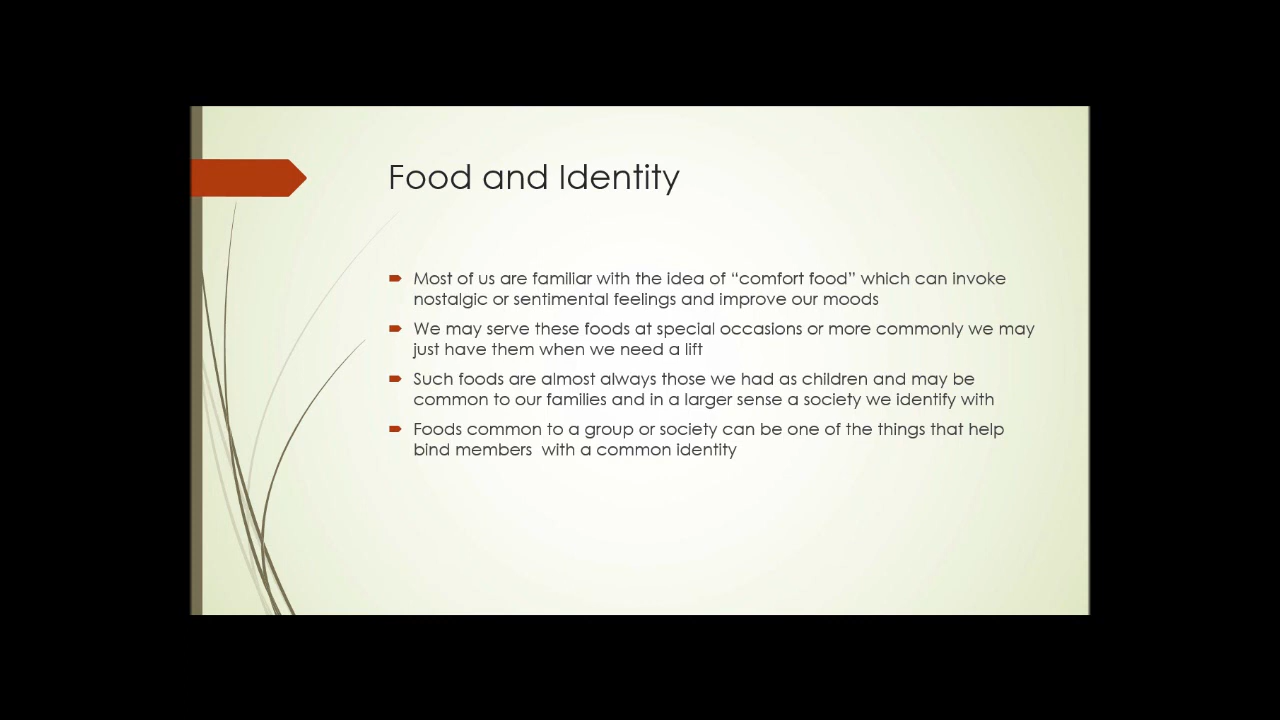 Food and Identity
Most of us are familiar with the idea of “comfort food” which can invoke
nostalgic or sentimental feelings and improve our moods
We may serve these foods at special occasions or more commonly we may
just have them when we need a lift
Such foods are almost always those we had as children and may be
common to our families and in a larger sense a society we identify with
Foods common to a group or society can be one of the things that help
bind members  with a common identity